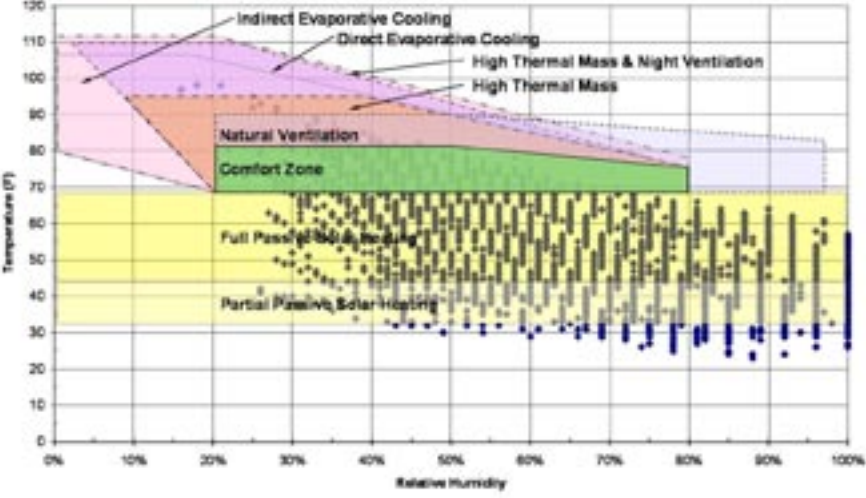 Indirect Evaporative Cooling
Direct Evaporative Cooling
High Thermal Mass & Night Ventilation
High Thermal Mass
Natural Ventilation
Comfort Zone
Full Passive Solar Heating
Partial Passive Solar Heating
120
110
100
90
80
70
60
50
40
30
20
10
0
Temperature (F)
0% 10% 20% 30% 40% 50% 60% 70% 80% 90% 100%
Relative Humidity